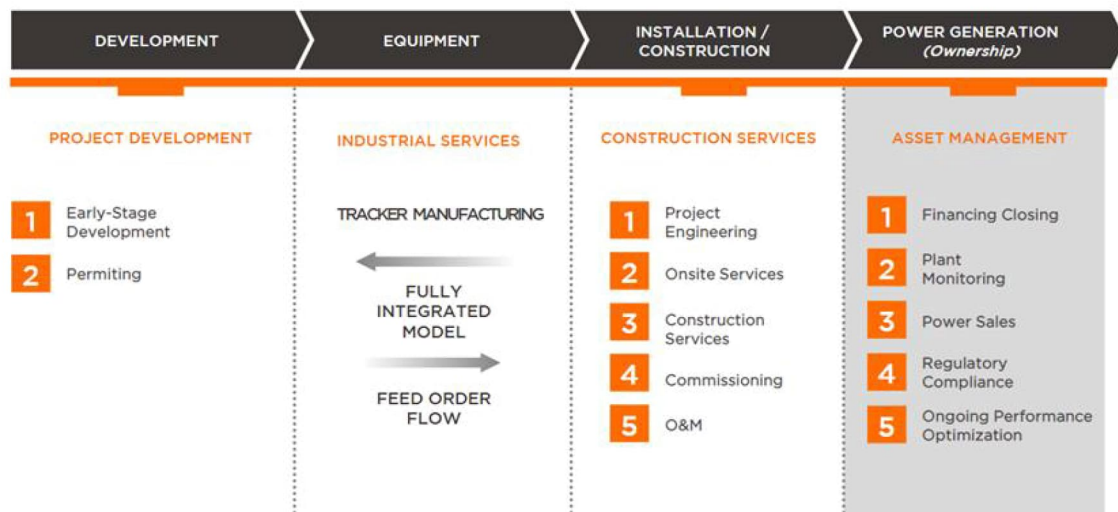 DEVELOPMENT
EQUIPMENT
INSTALLATION /
CONSTRUCTION
POWER GENERATION
(Ownership)
PROJECT DEVELOPMENT
1 Early-Stage
Development
2 Permiting
INDUSTRIAL SERVICES
TRACKER MANUFACTURING
FULLY
INTEGRATED
MODEL
FEED ORDER
FLOW
CONSTRUCTION SERVICES
1 Project
Engineering
2 Onsite Services
3 Construction
Services
4 Commissioning
5 O&M
ASSET MANAGEMENT
1 Financing Closing
2 Plant
Monitoring
3 Power Sales
4 Regulatory
Compliance
5 Ongoing Performance
Optimization